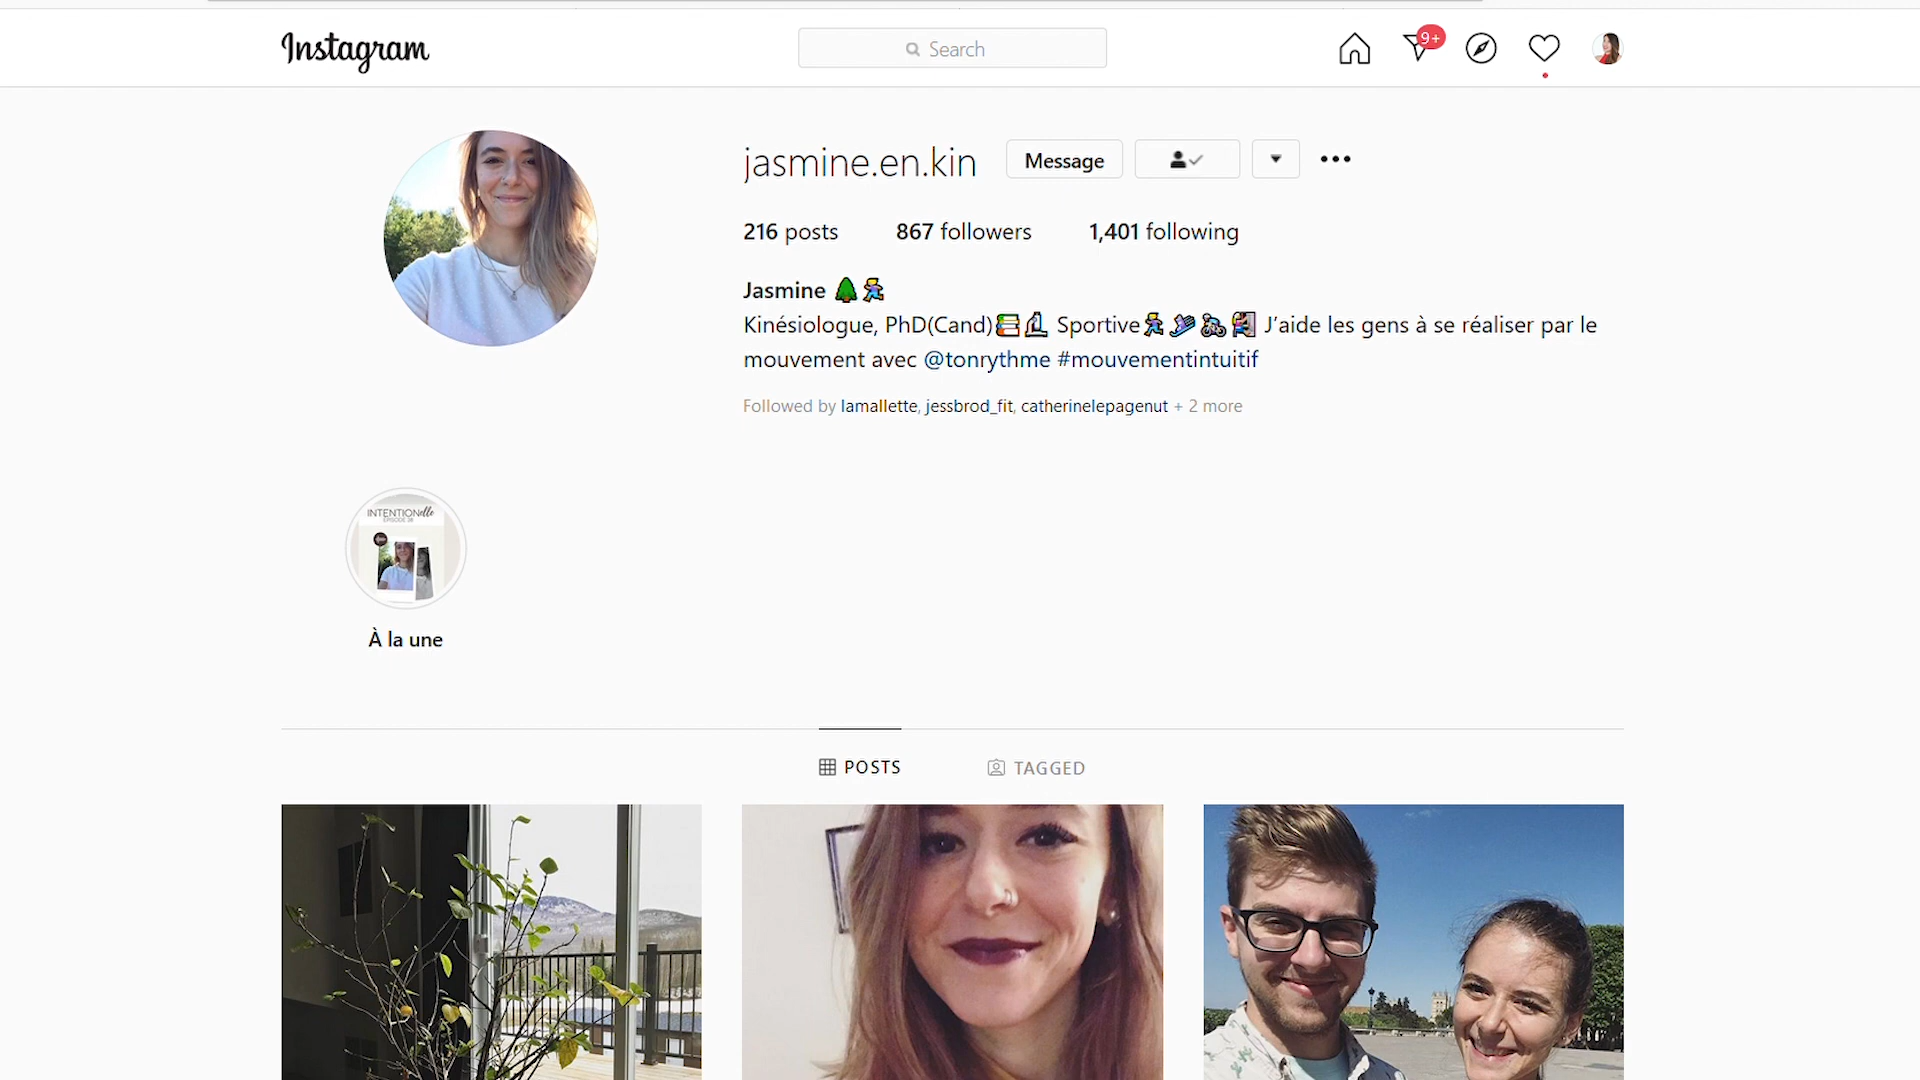 Instagram
Search
9+
jasmine.en.kin
Message
216 posts
867 followers
1,401 following
Jasmine 🌲🏃‍♀️
Kinésiologue, PhD(Cand)📚🔬 Sportive🏃‍♀️🎿🚵‍♀️🧗‍♀️ J’aide les gens à se réaliser par le
mouvement avec @tonrythme #mouvementintuitif
Followed by lamallette, jessbrod_fit, catherinelepagenut + 2 more
INTENTIONelle
EPISODE 38
À la une
POSTS
TAGGED